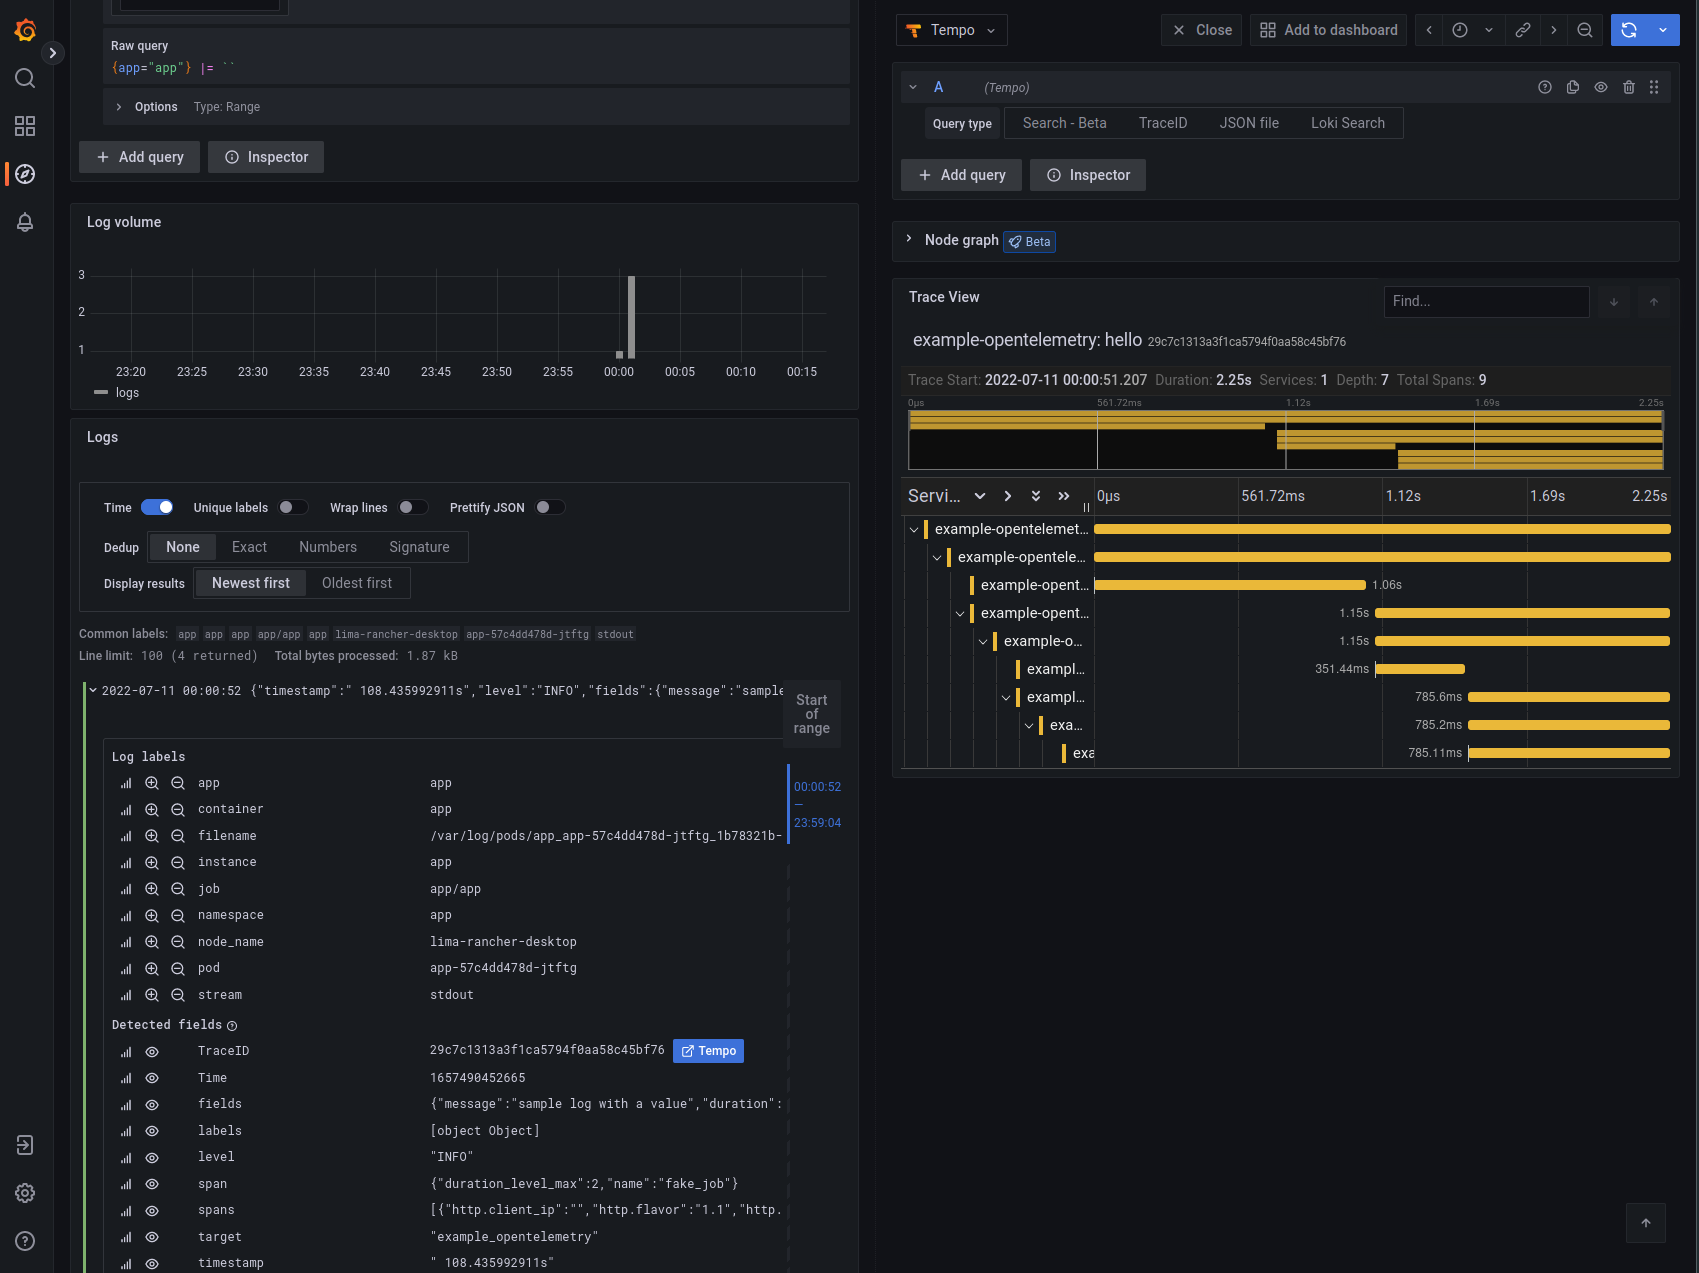 Raw query
{app="app"} |= ``
Options Type: Range
Add query Inspector
Log volume
3
2
1
23:20 23:25 23:30 23:35 23:40 23:45 23:50 23:55 00:00 00:05 00:10 00:15
logs
Logs
Time Unique labels Wrap lines Prettify JSON
Dedup None Exact Numbers Signature
Display results Newest first Oldest first
Common labels: app app app app/app app lima-rancher-desktop app-57c4dd478d-jtftg stdout
Line limit: 100 (4 returned) Total bytes processed: 1.87 kB
2022-07-11 00:00:52 {"timestamp":" 108.435992911s","level":"INFO","fields":{"message":"sample
Start
of
range
00:00:52
—
23:59:04
Log labels
app app
container app
filename /var/log/pods/app_app-57c4dd478d-jtftg_1b78321b-
instance app
job app/app
namespace app
node_name lima-rancher-desktop
pod app-57c4dd478d-jtftg
stream stdout
Detected fields
TraceID 29c7c1313a3f1ca5794f0aa58c45bf76 Tempo
Time 1657490452665
fields {"message":"sample log with a value","duration":
labels [object Object]
level "INFO"
span {"duration_level_max":2,"name":"fake_job"}
spans [{"http.client_ip":"","http.flavor":"1.1","http.
target "example_opentelemetry"
timestamp " 108.435992911s"
Tempo Close Add to dashboard
A (Tempo)
Query type Search - Beta TraceID JSON file Loki Search
Add query Inspector
Node graph Beta
Trace View Find...
example-opentelemetry: hello 29c7c1313a3f1ca5794f0aa58c45bf76
Trace Start: 2022-07-11 00:00:51.207 Duration: 2.25s Services: 1 Depth: 7 Total Spans: 9
0μs 561.72ms 1.12s 1.69s 2.25s
Servi... 0μs 561.72ms 1.12s 1.69s 2.25s
example-opentelemet...
example-opentele...
example-opent... 1.06s
example-opent... 1.15s
example-o... 1.15s
exampl... 351.44ms
exampl... 785.6ms
exa... 785.2ms
exa 785.11ms